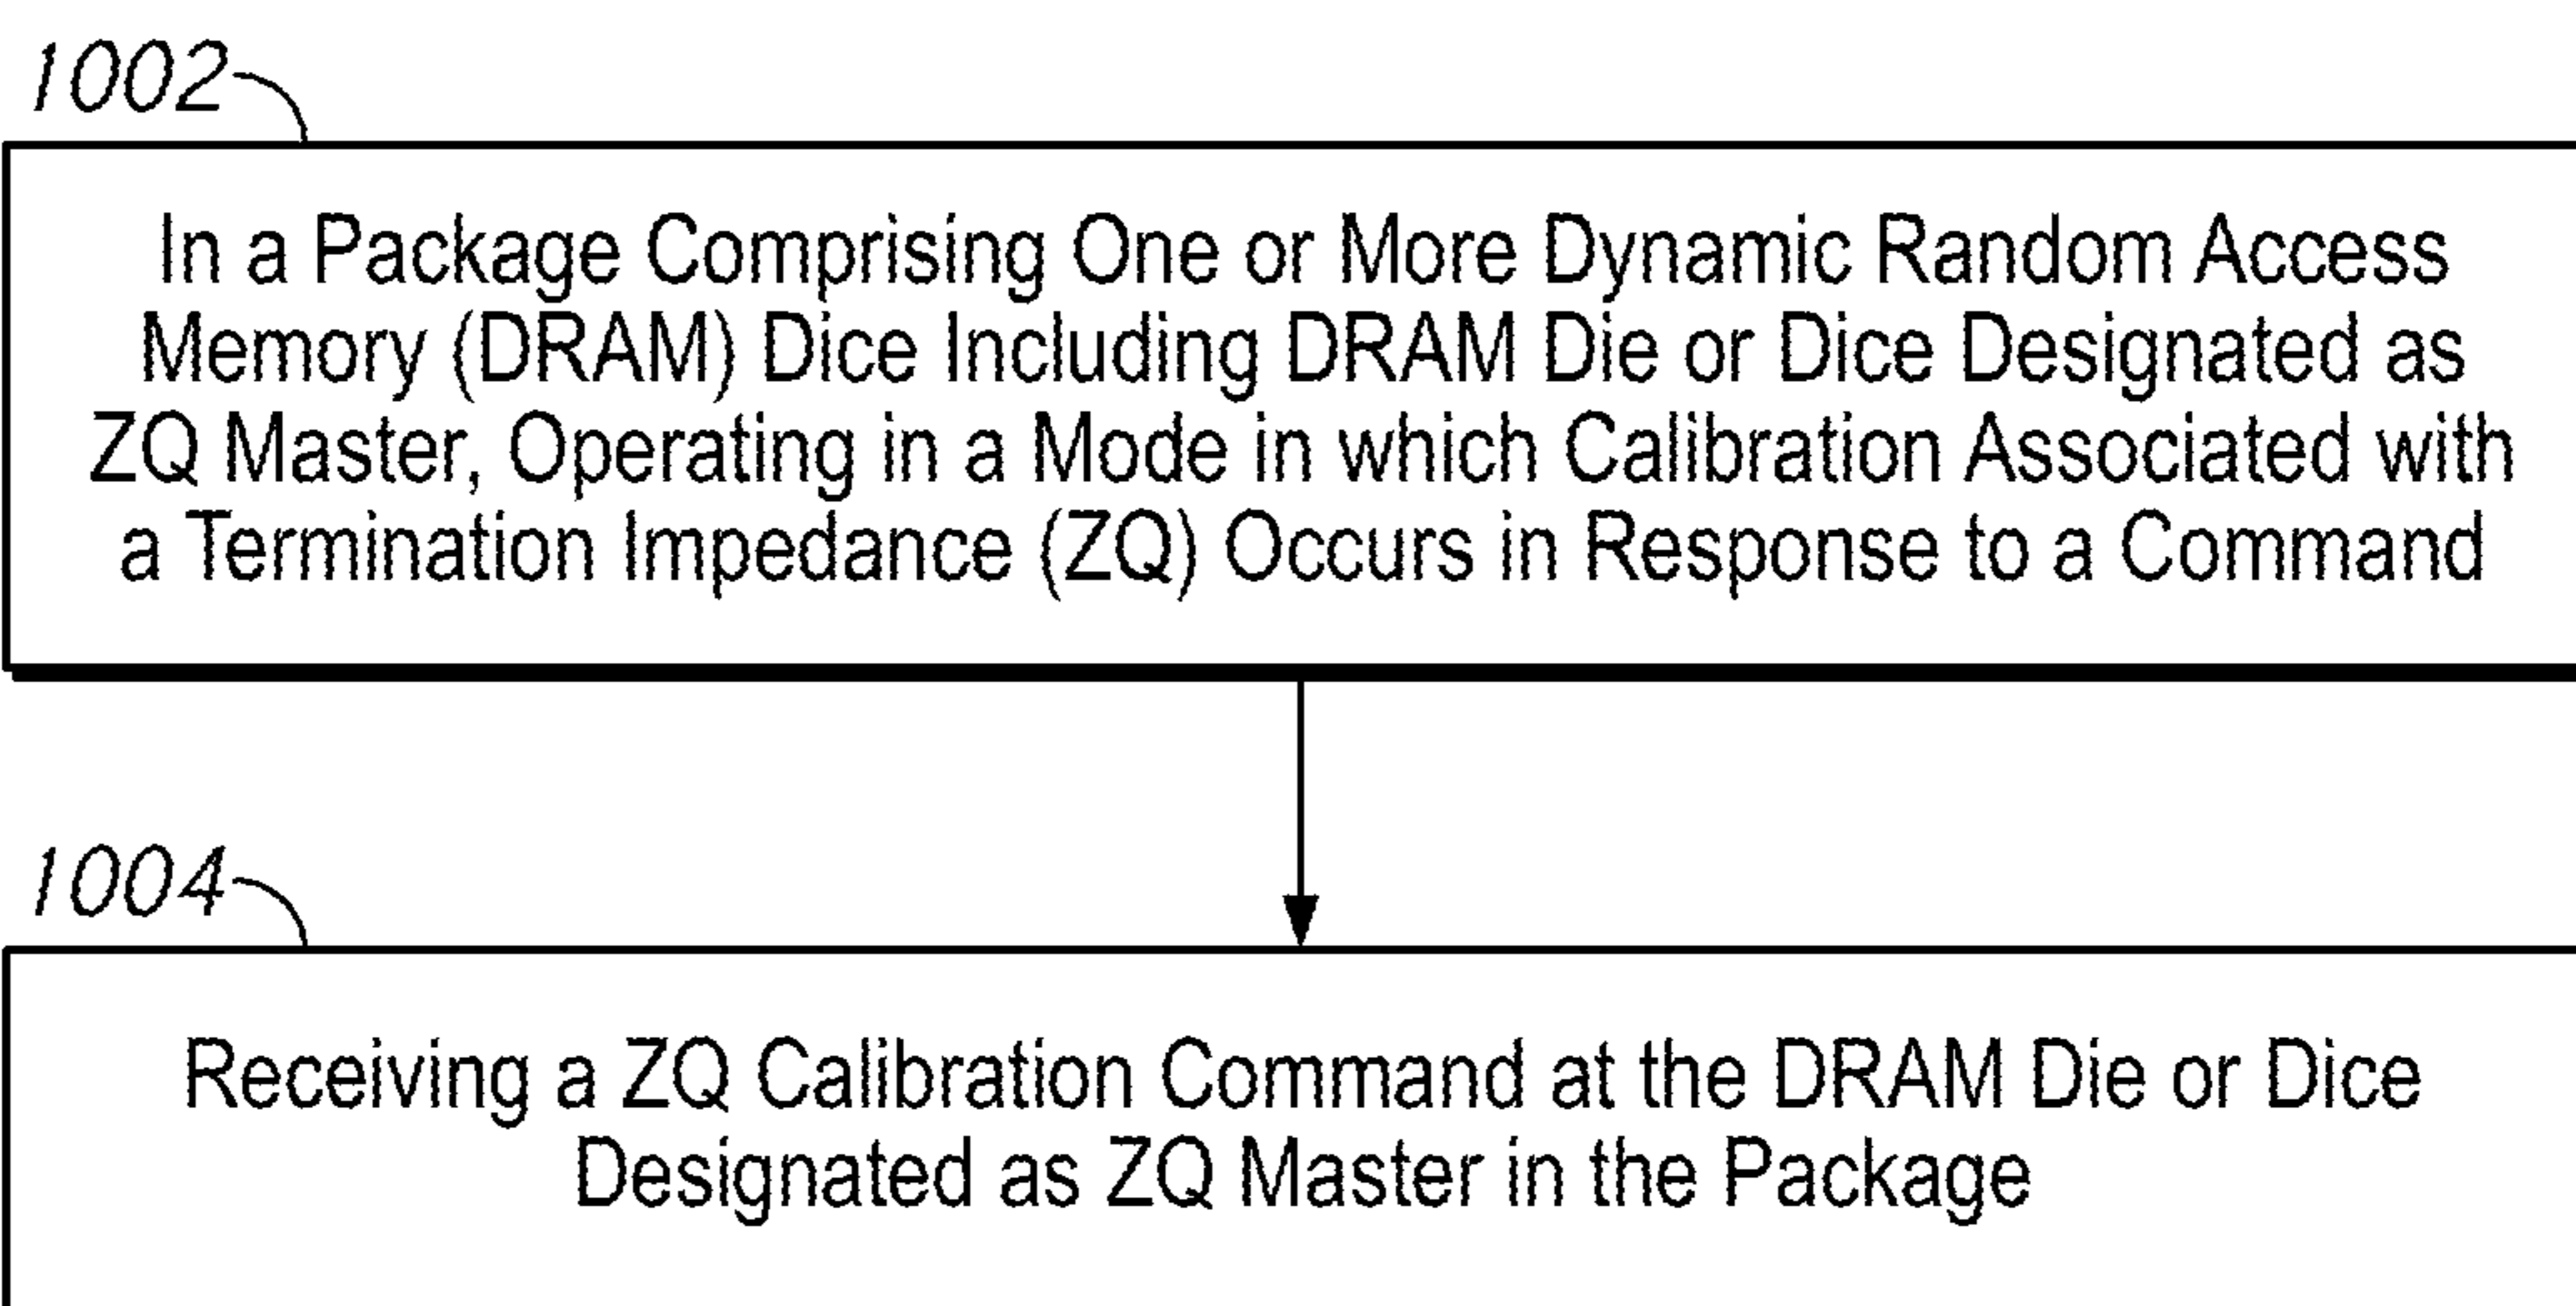 1002
In a Package Comprising One or More Dynamic Random Access
Memory (DRAM) Dice Including DRAM Die or Dice Designated as
ZQ Master, Operating in a Mode in which Calibration Associated with
a Termination Impedance (ZQ) Occurs in Response to a Command
1004
Receiving a ZQ Calibration Command at the DRAM Die or Dice
Designated as ZQ Master in the Package